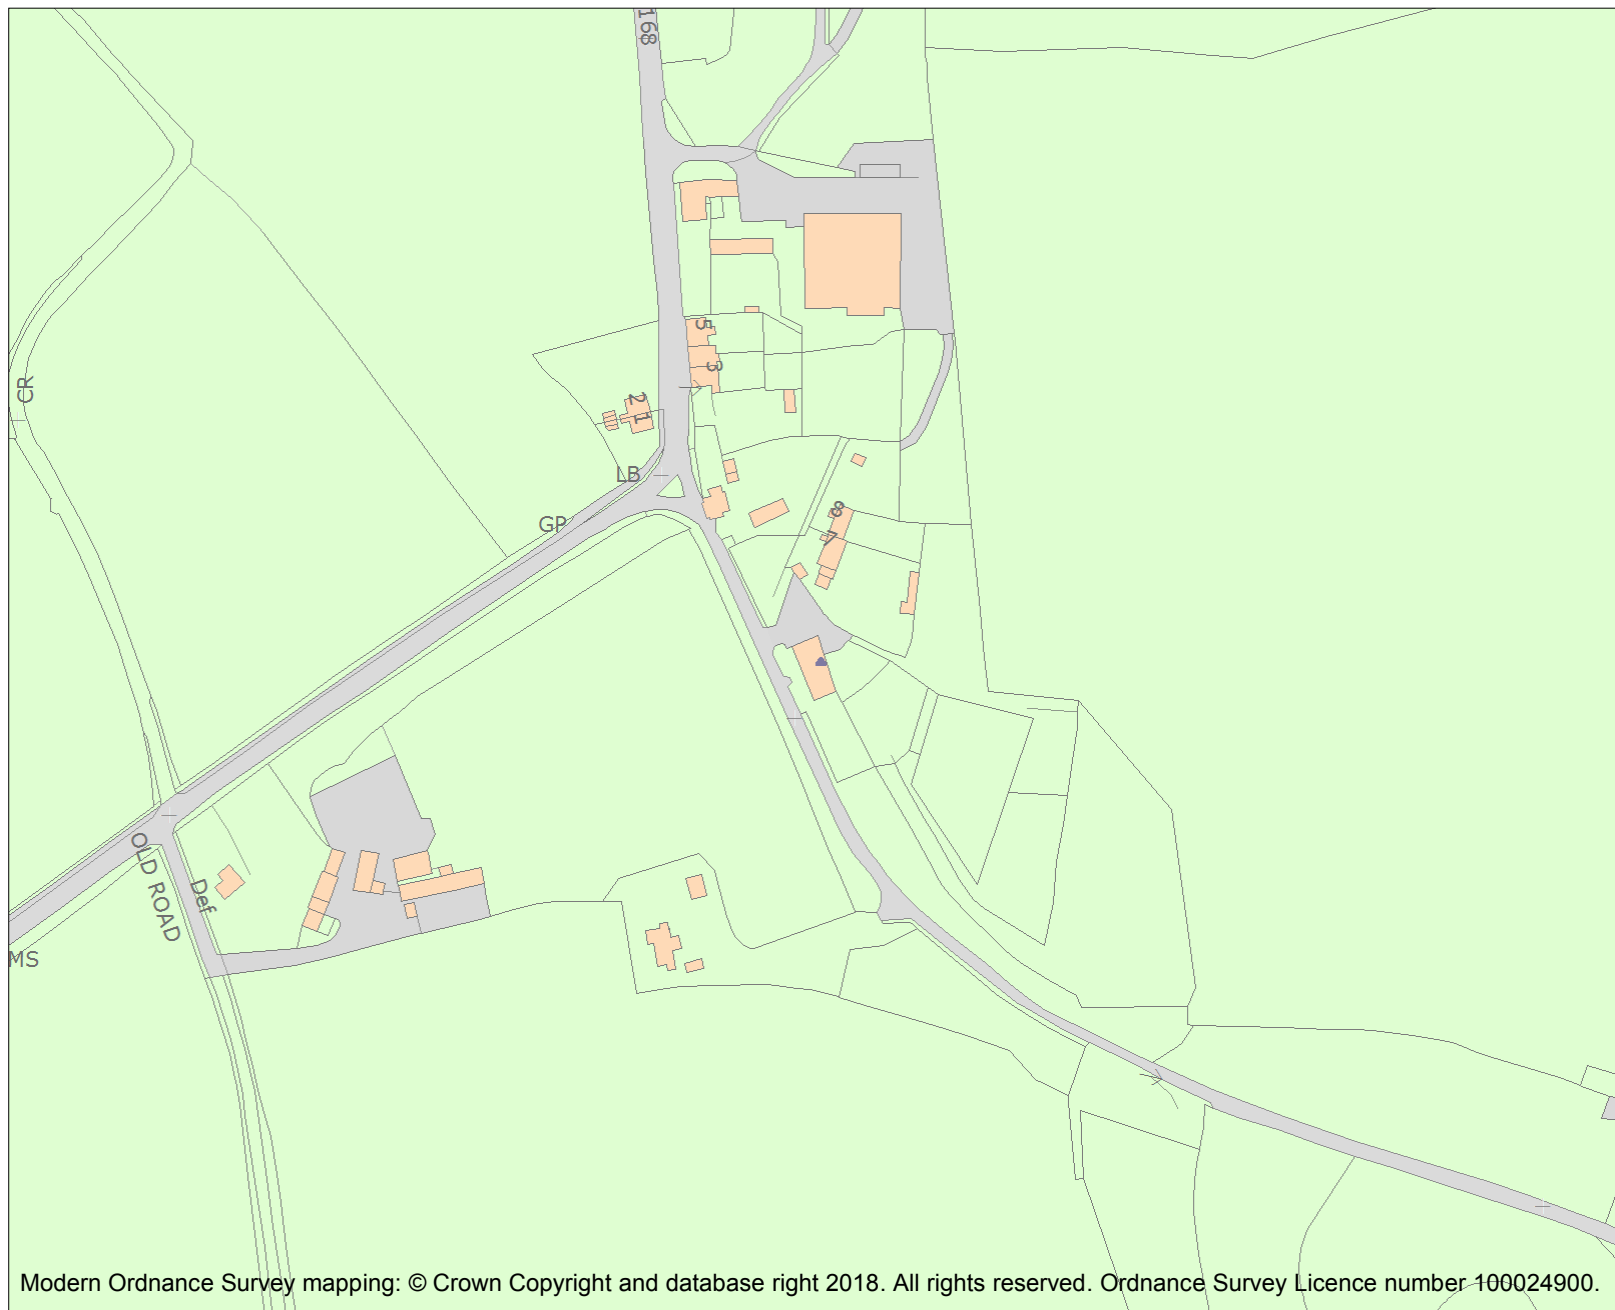 168
5
3
CR
2 1
LB
GP
8
7
OLD ROAD
Def
MS
Modern Ordnance Survey mapping: © Crown Copyright and database right 2018. All rights reserved. Ordnance Survey Licence number 100024900.